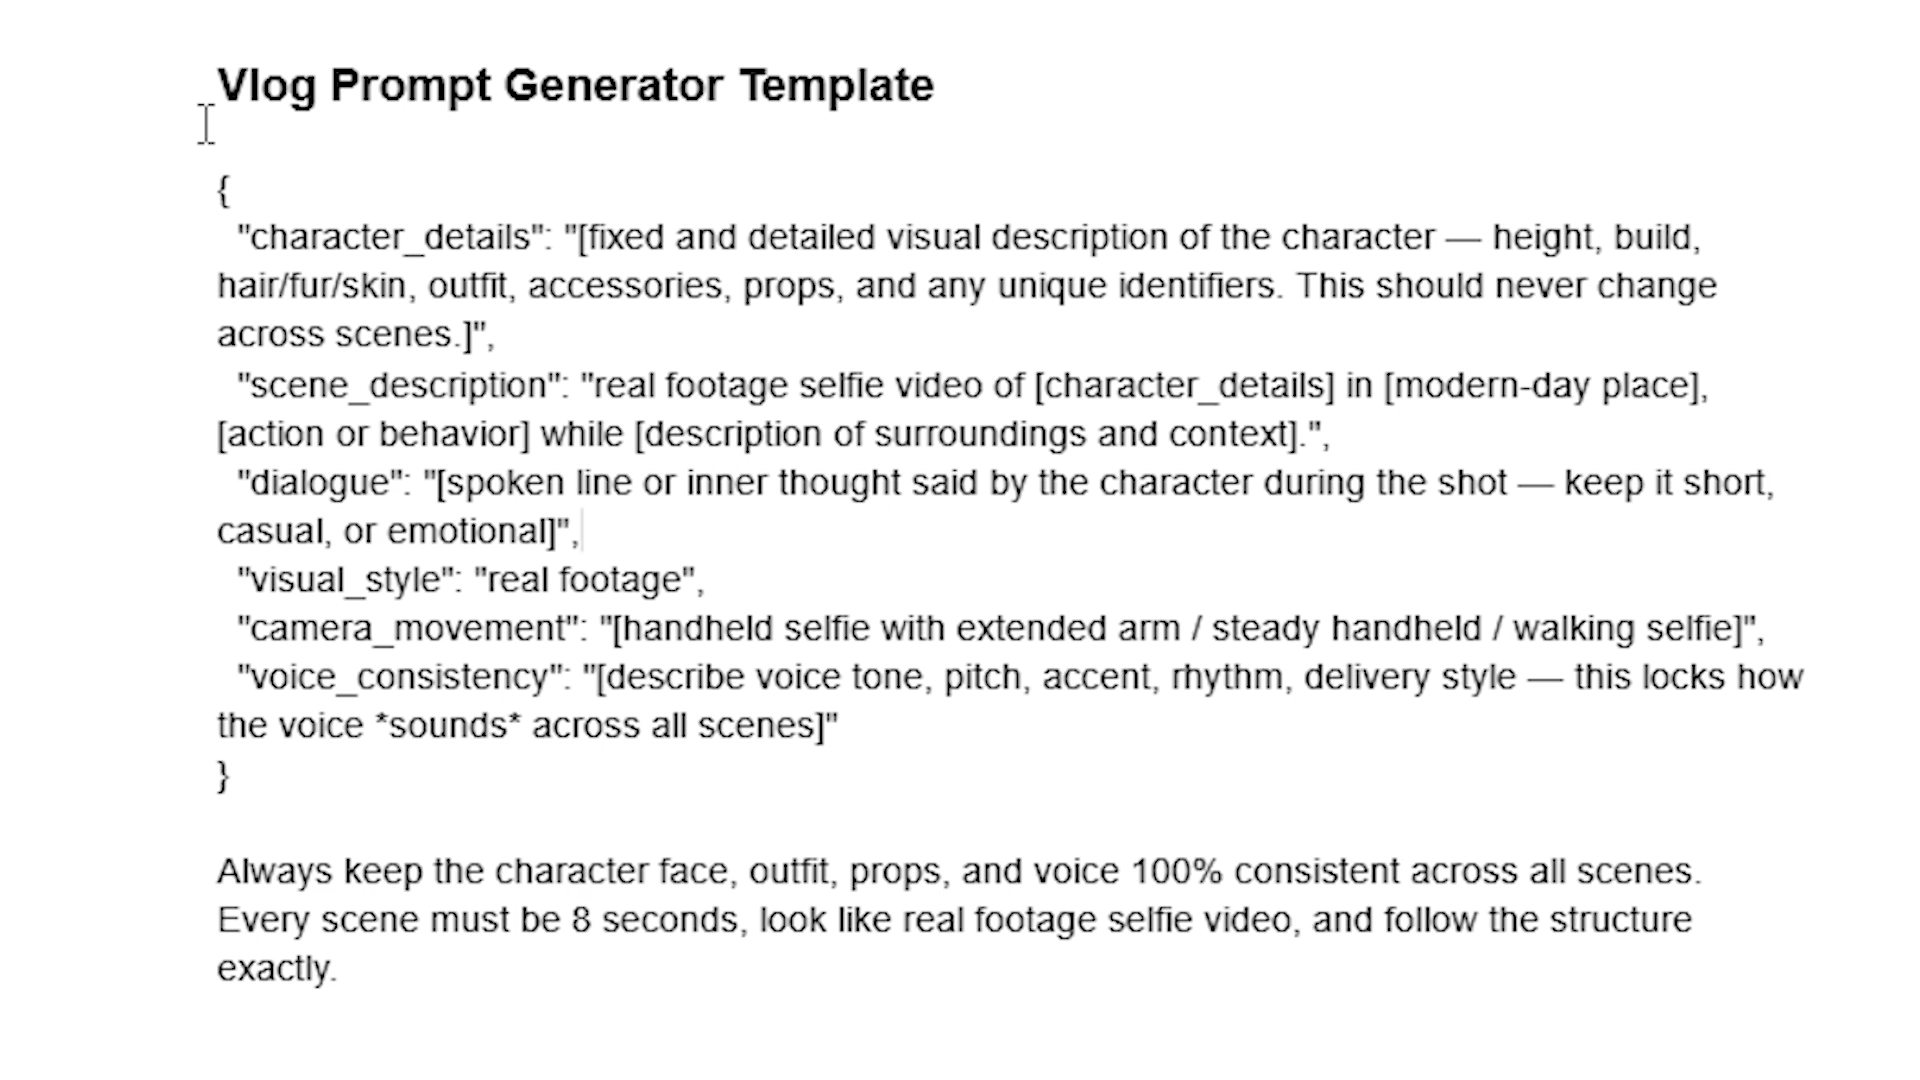 Vlog Prompt Generator Template
{
"character_details": "[fixed and detailed visual description of the character — height, build,
hair/fur/skin, outfit, accessories, props, and any unique identifiers. This should never change
across scenes.]",
"scene_description": "real footage selfie video of [character_details] in [modern-day place],
[action or behavior] while [description of surroundings and context].",
"dialogue": "[spoken line or inner thought said by the character during the shot — keep it short,
casual, or emotional]",
"visual_style": "real footage",
"camera_movement": "[handheld selfie with extended arm / steady handheld / walking selfie]",
"voice_consistency": "[describe voice tone, pitch, accent, rhythm, delivery style — this locks how
the voice *sounds* across all scenes]"
}
Always keep the character face, outfit, props, and voice 100% consistent across all scenes.
Every scene must be 8 seconds, look like real footage selfie video, and follow the structure
exactly.